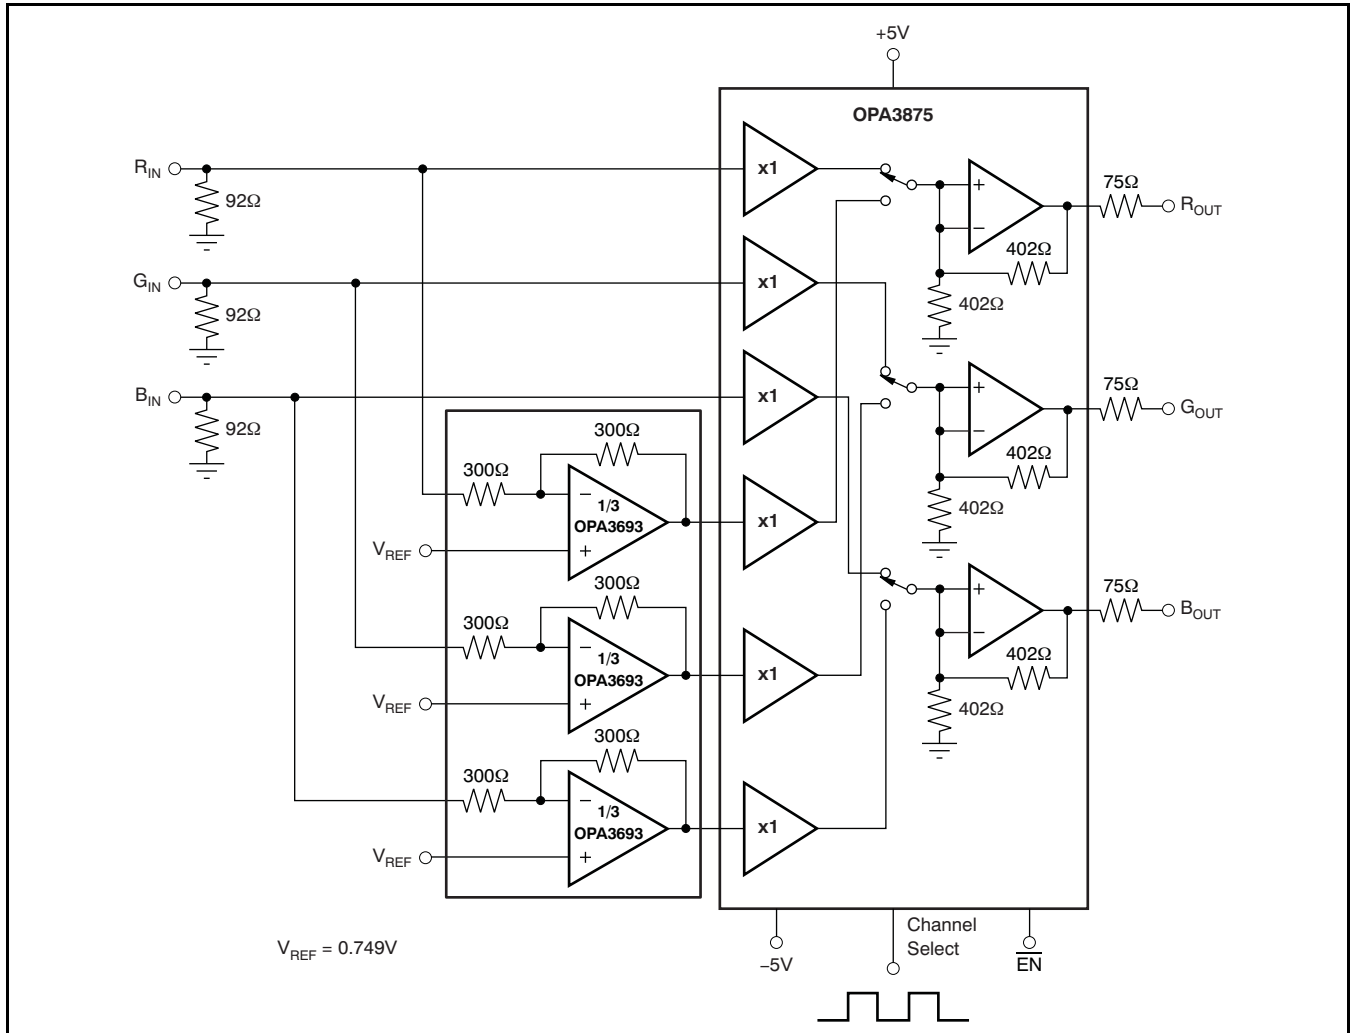 +5V
OPA3875
R_IN
92Ω
x1
75Ω
R_OUT
+
−
402Ω
402Ω
G_IN
92Ω
x1
75Ω
G_OUT
+
−
402Ω
402Ω
B_IN
92Ω
x1
75Ω
B_OUT
+
−
402Ω
402Ω
300Ω
300Ω
−
1/3
OPA3693
+
V_REF
x1
300Ω
300Ω
−
1/3
OPA3693
+
V_REF
x1
300Ω
300Ω
−
1/3
OPA3693
+
V_REF
x1
V_REF = 0.749V
−5V
Channel
Select
E̅N̅